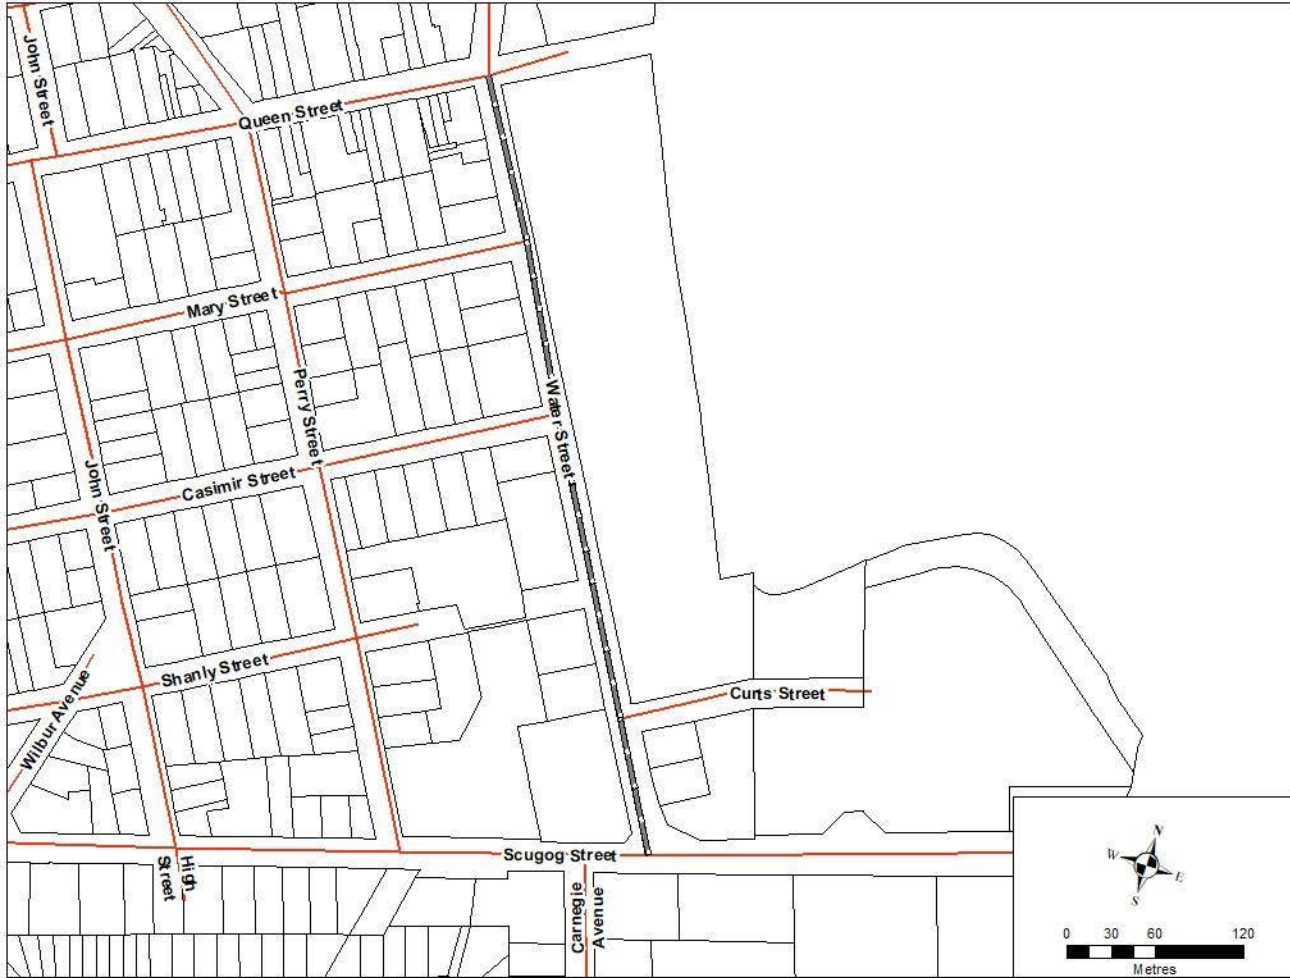 John Street
Queen Street
Mary Street
Perry Street
Water Street
Casimir Street
John Street
Shanly Street
Wilbur Avenue
Curts Street
Scugog Street
High
Street
Carnegie
Avenue
N
W
E
S
0 30 60 120
Metres